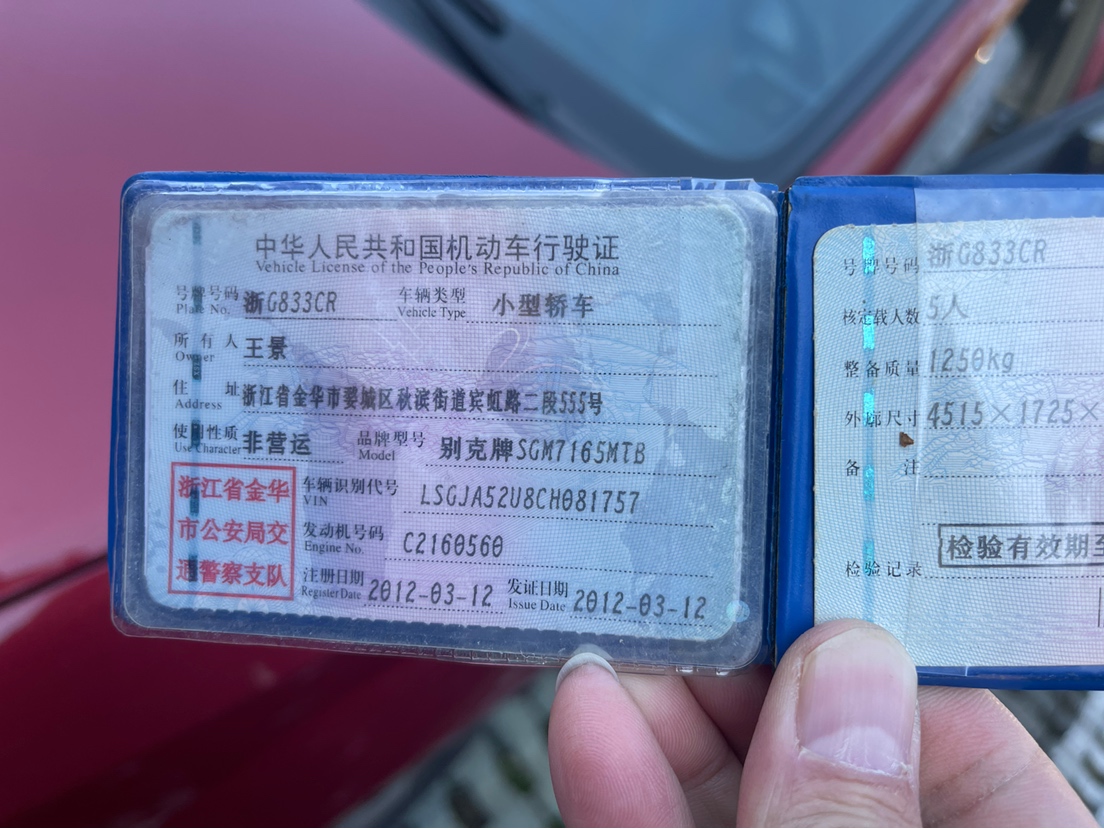 中华人民共和国机动车行驶证
Vehicle License of the People's Republic of China
号牌号码 浙G833CR 车辆类型 小型轿车
Plate No. Vehicle Type
所有人 王景
Owner
住址 浙江省金华市婺城区秋滨街道宾虹路二段555号
Address
使用性质 非营运 品牌型号 别克牌SGM7165MTB
Use Character Model
浙江省金华
市公安局交
通警察支队
车辆识别代号 LSGJA52U8CH081757
VIN
发动机号码 C2160560
Engine No.
注册日期 2012-03-12 发证日期 2012-03-12
Register Date Issue Date
号牌号码 浙G833CR
核定载人数 5人
整备质量 1250kg
外廓尺寸 4515×1725×
备注
检验有效期至
检验记录